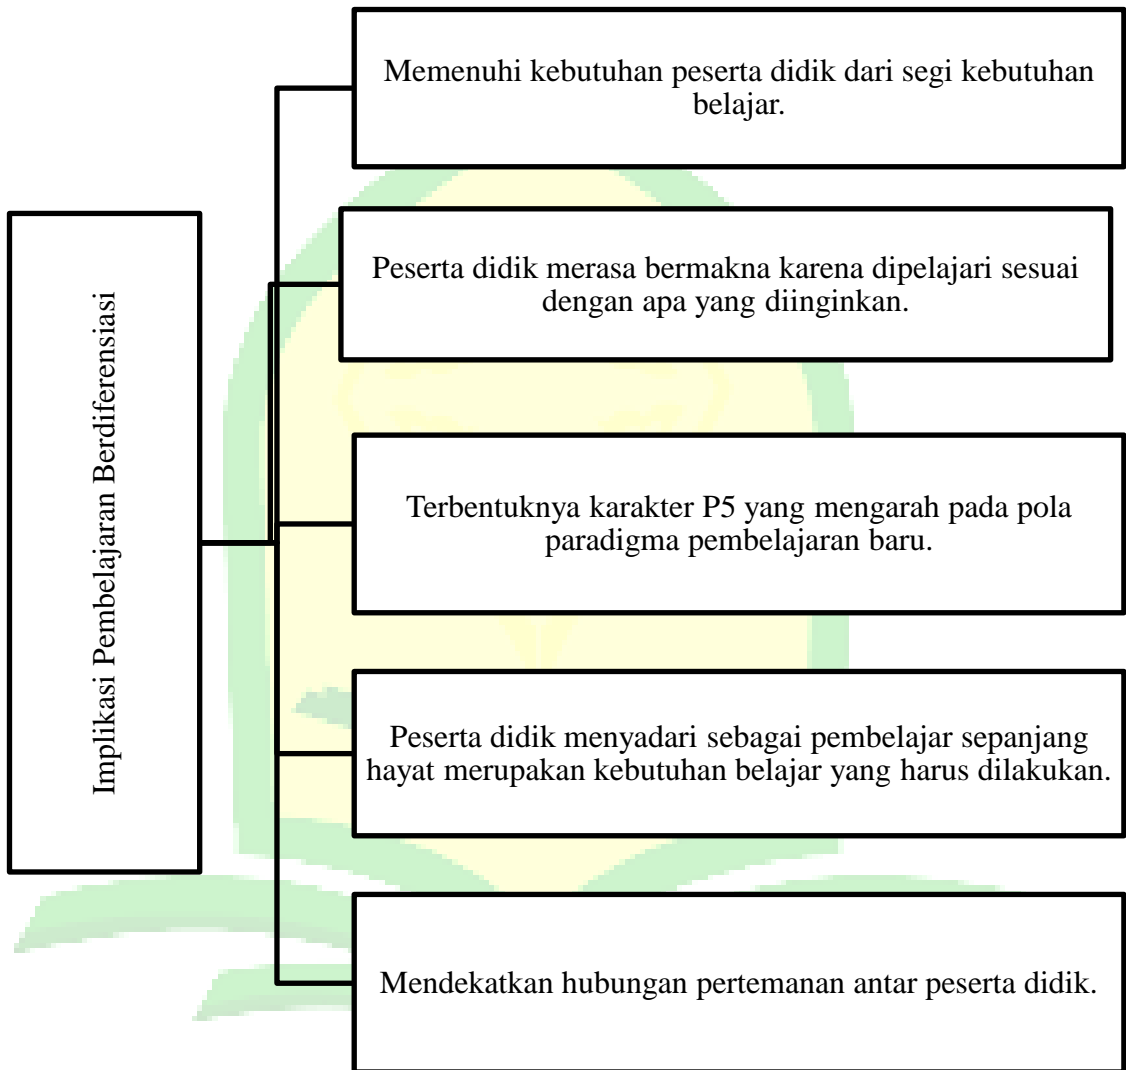 Memenuhi kebutuhan peserta didik dari segi kebutuhan
belajar.
Implikasi Pembelajaran Berdiferensiasi
Peserta didik merasa bermakna karena dipelajari sesuai
dengan apa yang diinginkan.
Terbentuknya karakter P5 yang mengarah pada pola
paradigma pembelajaran baru.
Peserta didik menyadari sebagai pembelajar sepanjang
hayat merupakan kebutuhan belajar yang harus dilakukan.
Mendekatkan hubungan pertemanan antar peserta didik.